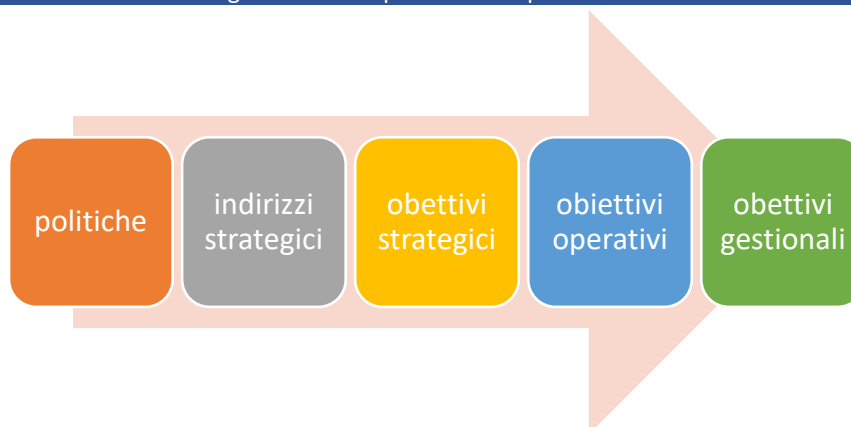 politiche
indirizzi
strategici
obettivi
strategici
obiettivi
operativi
obettivi
gestionali